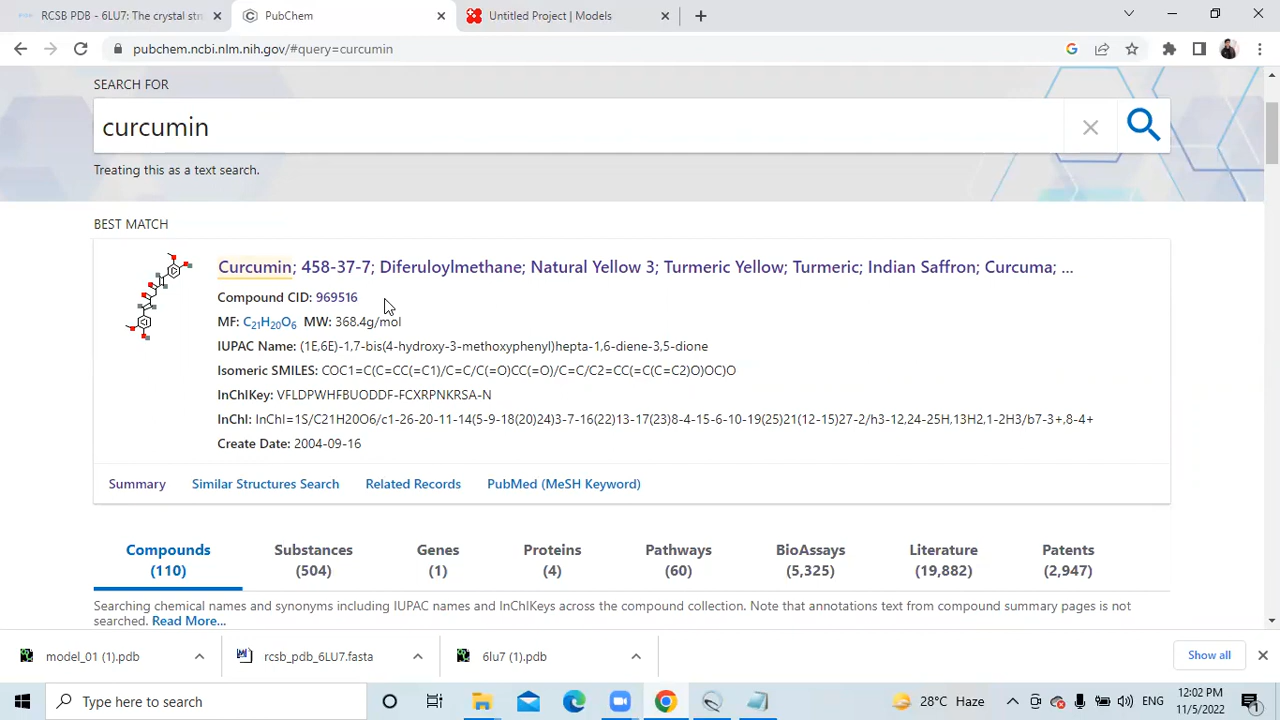 RCSB PDB - 6LU7: The crystal str
PubChem
Untitled Project | Models
pubchem.ncbi.nlm.nih.gov/#query=curcumin
SEARCH FOR
curcumin
Treating this as a text search.
BEST MATCH
Curcumin; 458-37-7; Diferuloylmethane; Natural Yellow 3; Turmeric Yellow; Turmeric; Indian Saffron; Curcuma; ...
Compound CID: 969516
MF: C21H20O6 MW: 368.4g/mol
IUPAC Name: (1E,6E)-1,7-bis(4-hydroxy-3-methoxyphenyl)hepta-1,6-diene-3,5-dione
Isomeric SMILES: COC1=C(C=CC(=C1)/C=C/C(=O)CC(=O)/C=C/C2=CC(=C(C=C2)O)OC)O
InChIKey: VFLDPWHFBUODDF-FCXRPNKRSA-N
InChI: InChI=1S/C21H20O6/c1-26-20-11-14(5-9-18(20)24)3-7-16(22)13-17(23)8-4-15-6-10-19(25)21(12-15)27-2/h3-12,24-25H,13H2,1-2H3/b7-3+,8-4+
Create Date: 2004-09-16
Summary Similar Structures Search Related Records PubMed (MeSH Keyword)
Compounds Substances Genes Proteins Pathways BioAssays Literature Patents
(110) (504) (1) (4) (60) (5,325) (19,882) (2,947)
Searching chemical names and synonyms including IUPAC names and InChIKeys across the compound collection. Note that annotations text from compound summary pages is not
searched. Read More...
model_01 (1).pdb rcsb_pdb_6LU7.fasta 6lu7 (1).pdb Show all
Type here to search 28°C Haze ENG 12:02 PM
11/5/2022